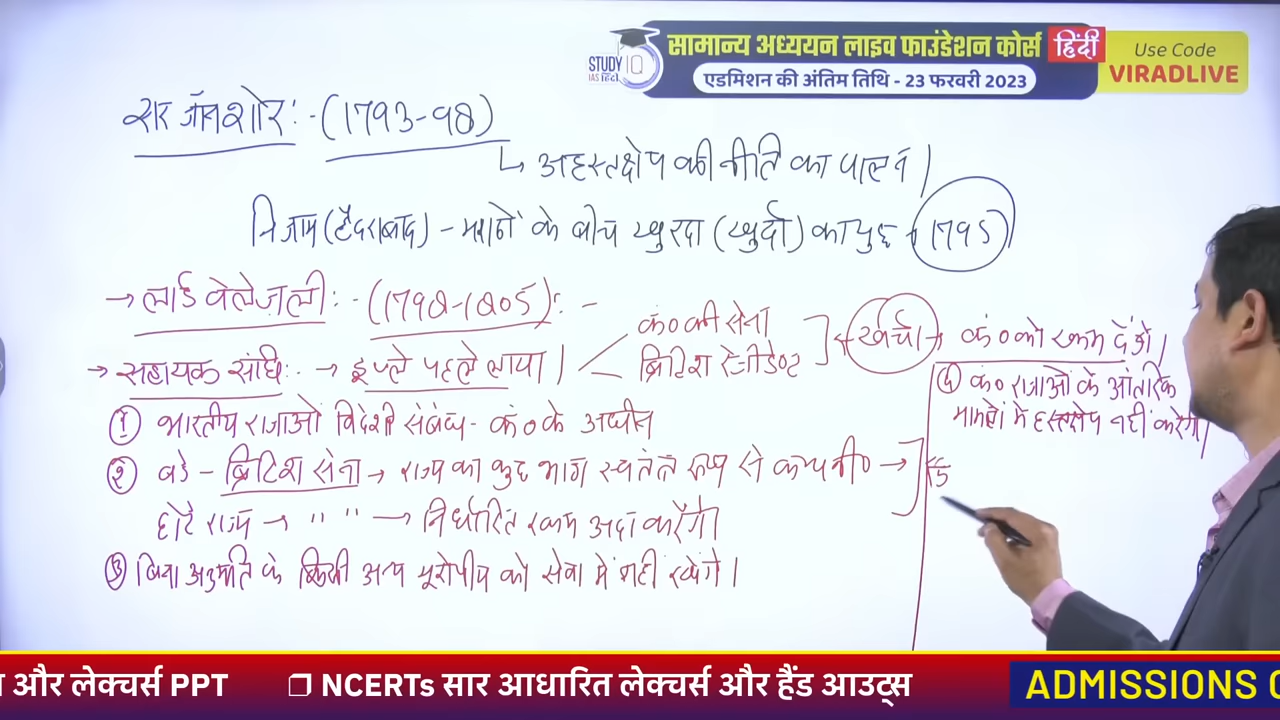 STUDY IQ
IAS हिंदी
सामान्य अध्ययन लाइव फाउंडेशन कोर्स हिंदी
एडमिशन की अंतिम तिथि - 23 फरवरी 2023
Use Code
VIRADLIVE
सर जॉन शोर :- (1793-98)
↳ अहस्तक्षेप की नीति का पालन।
निजाम (हैदराबाद) - मराठों के बीच खुरदा (खुर्दा) का युद्ध - 1795
→ लार्ड वेलेजली :- (1798-1805) : -
→ सहायक संधि :- → डूप्ले पहले लाया।
कं० की सेना
ब्रिटिश रेजीडेण्ट
] → खर्चा → कं० को रकम देंगे।
① भारतीय राजाओं विदेशी संबंध - कं० के अधीन
② बडे - ब्रिटिश सेना → राज्य का कुछ भाग स्वतंत्र रूप से कम्पनी० →
छोटे राज्य → " " → निर्धारित रकम अदा करेंगे।
③ बिना अनुमति के किसी अन्य यूरोपीय को सेवा में नहीं रखेंगे।
④ कं० राजाओं के आंतरिक
मामलों में हस्तक्षेप नहीं करेगी।
⑤
और लेक्चर्स PPT ❒ NCERTs सार आधारित लेक्चर्स और हैंड आउट्स
ADMISSIONS